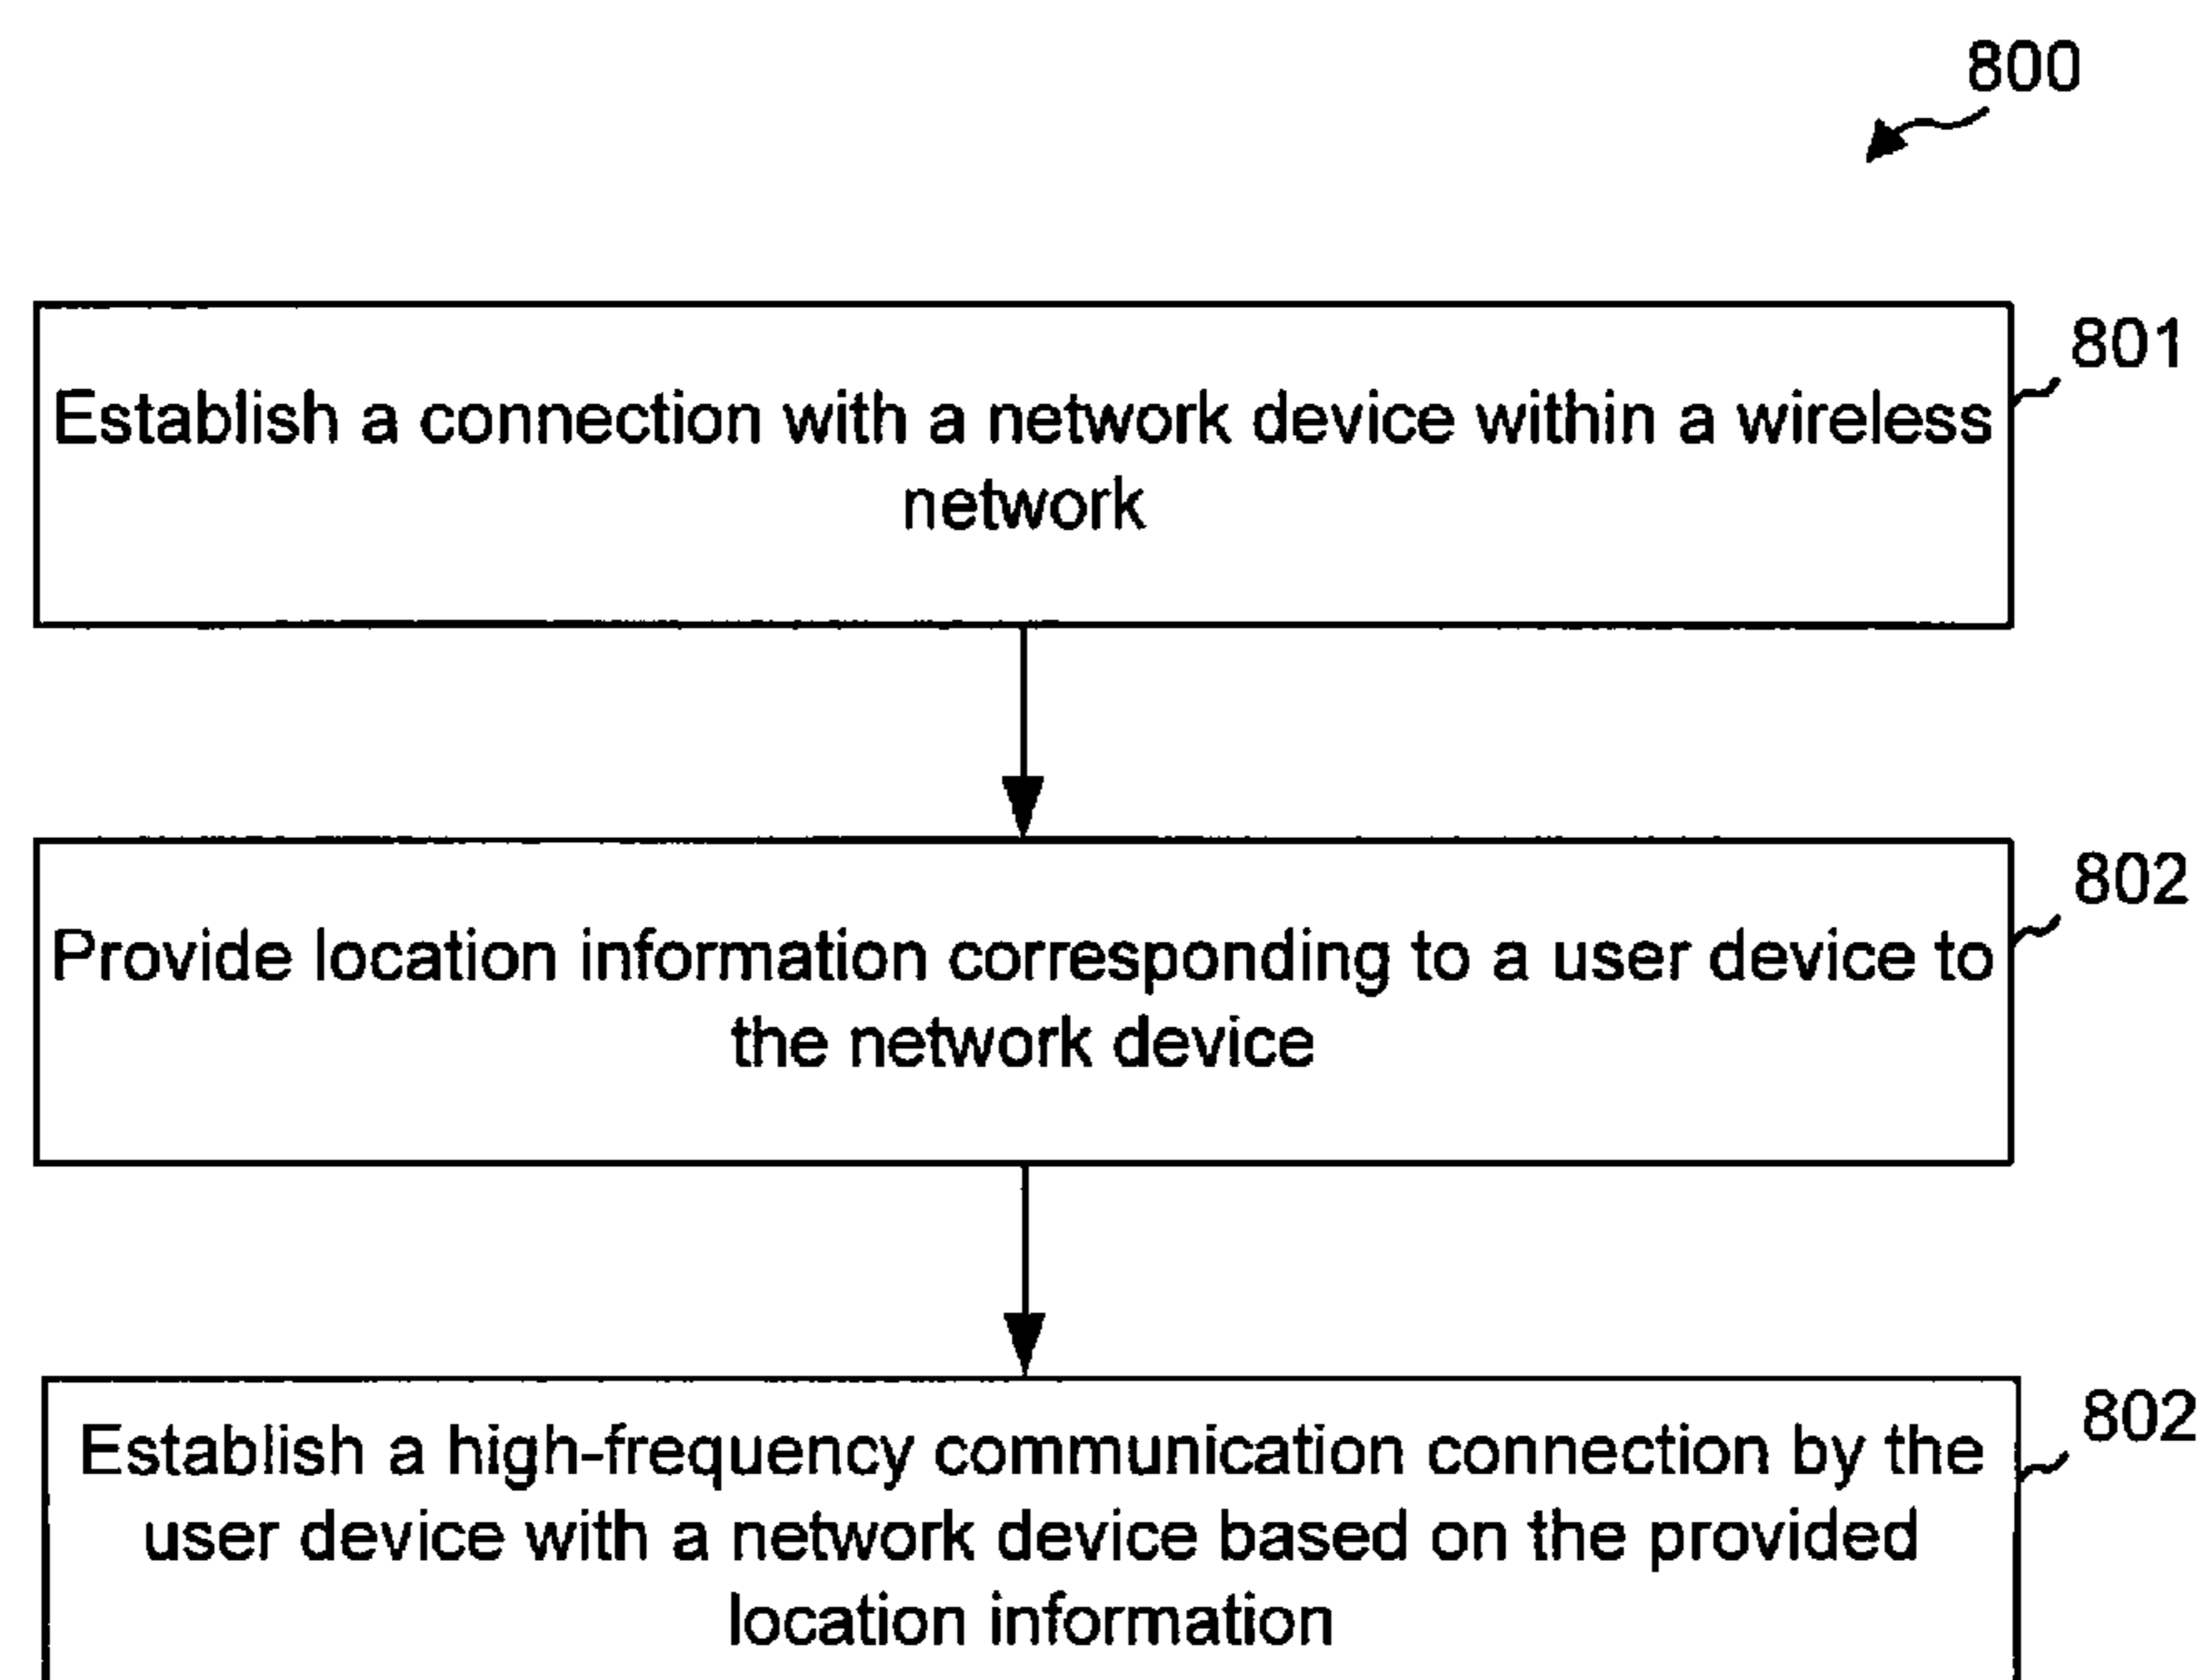 800
801
Establish a connection with a network device within a wireless
network
802
Provide location information corresponding to a user device to
the network device
802
Establish a high-frequency communication connection by the
user device with a network device based on the provided
location information